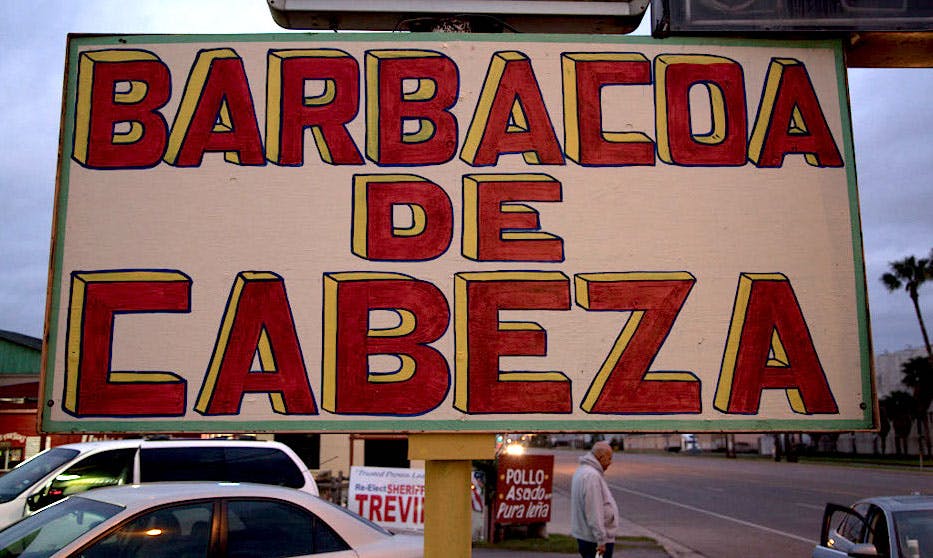 BARBACOA
DE
CABEZA
Re-Elect SHERIFF
TREVI
POLLO
Asado
Pura leña